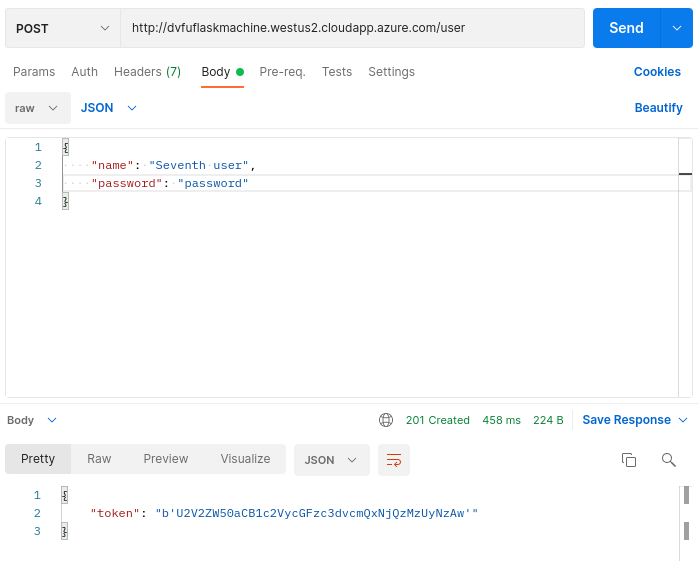 POST http://dvfuflaskmachine.westus2.cloudapp.azure.com/user Send
Params Auth Headers (7) Body Pre-req. Tests Settings Cookies
raw JSON Beautify
1 {
2 "name": "Seventh user",
3 "password": "password"
4 }
Body 201 Created 458 ms 224 B Save Response
Pretty Raw Preview Visualize JSON
1 {
2 "token": "b'U2V2ZW50aCB1c2VycGFzc3dvcmQxNjQzMzUyNzAw'"
3 }